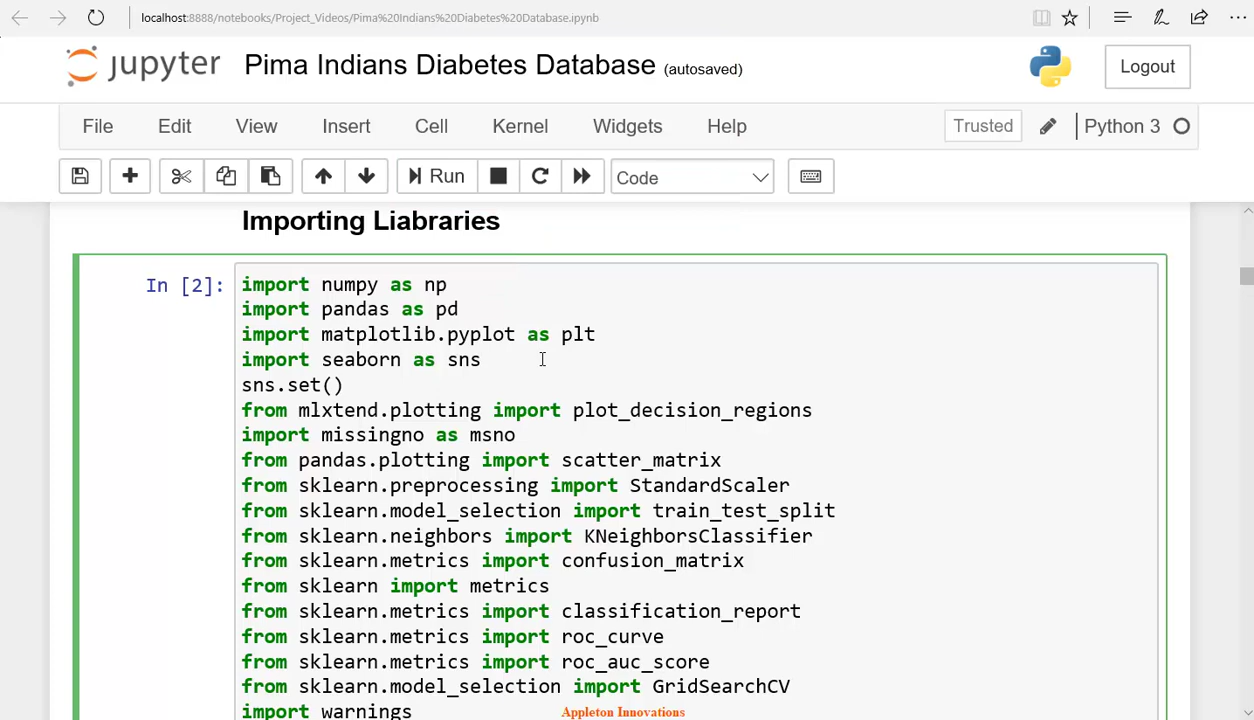 localhost:8888/notebooks/Project_Videos/Pima%20Indians%20Diabetes%20Database.ipynb
jupyter Pima Indians Diabetes Database (autosaved) Logout
File Edit View Insert Cell Kernel Widgets Help Trusted Python 3
Run Code
Importing Liabraries
In [2]: import numpy as np
import pandas as pd
import matplotlib.pyplot as plt
import seaborn as sns
sns.set()
from mlxtend.plotting import plot_decision_regions
import missingno as msno
from pandas.plotting import scatter_matrix
from sklearn.preprocessing import StandardScaler
from sklearn.model_selection import train_test_split
from sklearn.neighbors import KNeighborsClassifier
from sklearn.metrics import confusion_matrix
from sklearn import metrics
from sklearn.metrics import classification_report
from sklearn.metrics import roc_curve
from sklearn.metrics import roc_auc_score
from sklearn.model_selection import GridSearchCV
import warnings
Appleton Innovations